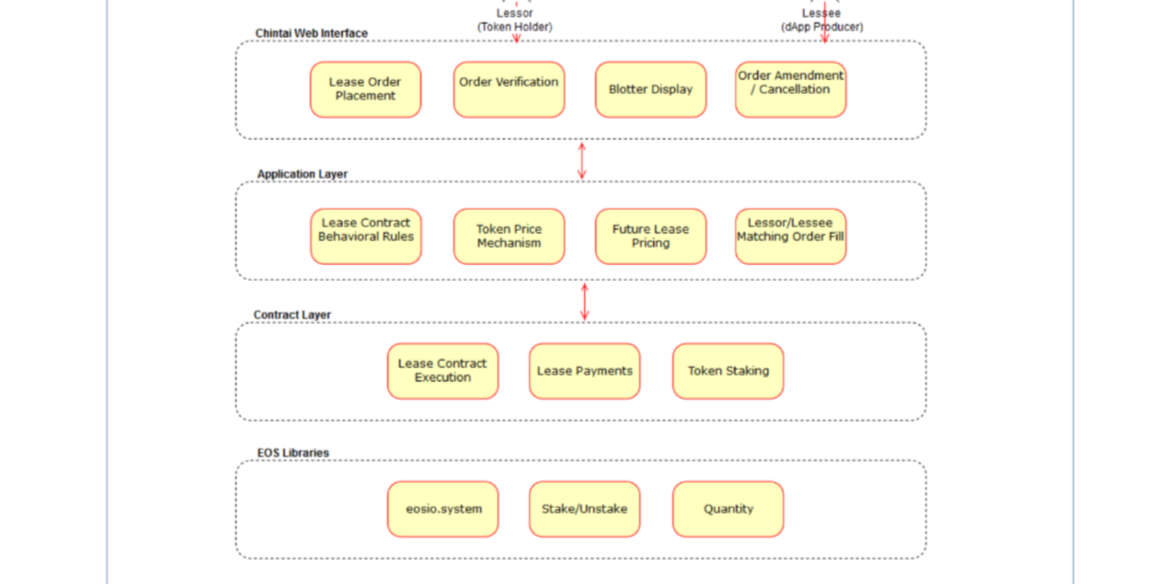 Lessor
(Token Holder)
Lessee
(dApp Producer)
Chintai Web Interface
Lease Order
Placement
Order Verification
Blotter Display
Order Amendment
/ Cancellation
Application Layer
Lease Contract
Behavioral Rules
Token Price
Mechanism
Future Lease
Pricing
Lessor/Lessee
Matching Order Fill
Contract Layer
Lease Contract
Execution
Lease Payments
Token Staking
EOS Libraries
eosio.system
Stake/Unstake
Quantity